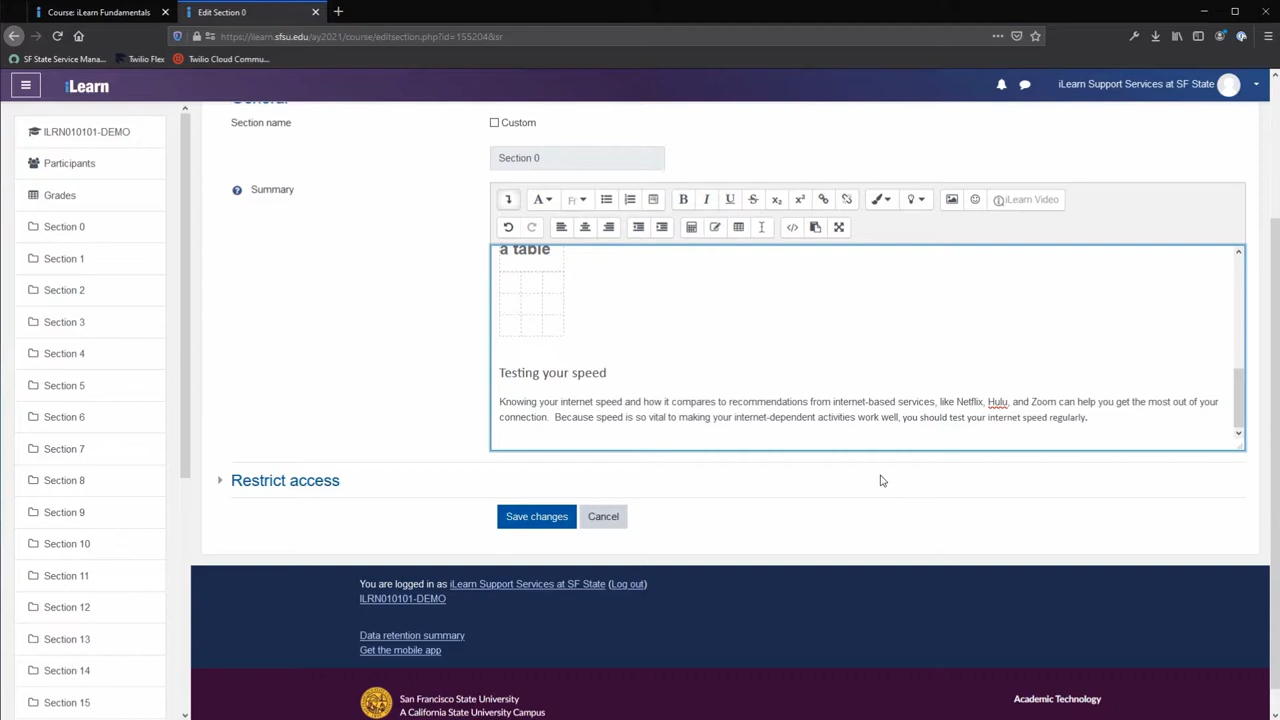 Course: iLearn Fundamentals
Edit Section 0
https://ilearn.sfsu.edu/ay2021/course/editsection.php?id=155204&sr
SF State Service Mana...
Twilio Flex
Twilio Cloud Commu...
iLearn
iLearn Support Services at SF State
ILRN010101-DEMO
Participants
Grades
Section 0
Section 1
Section 2
Section 3
Section 4
Section 5
Section 6
Section 7
Section 8
Section 9
Section 10
Section 11
Section 12
Section 13
Section 14
Section 15
General
Section name
Custom
Section 0
Summary
A Fr B I U S x₂ x² iLearn Video
a table
Testing your speed
Knowing your internet speed and how it compares to recommendations from internet-based services, like Netflix, Hulu, and Zoom can help you get the most out of your
connection. Because speed is so vital to making your internet-dependent activities work well, you should test your internet speed regularly.
Restrict access
Save changes
Cancel
You are logged in as iLearn Support Services at SF State (Log out)
ILRN010101-DEMO
Data retention summary
Get the mobile app
San Francisco State University
A California State University Campus
Academic Technology